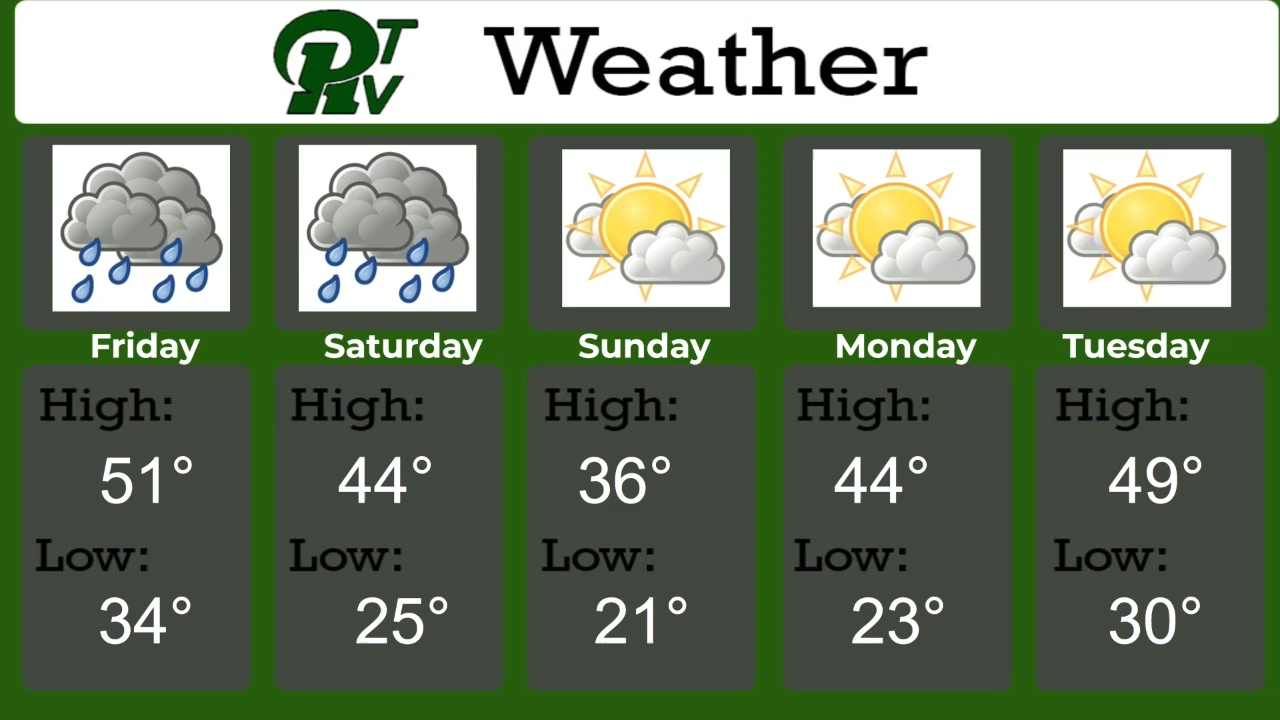 PHTV Weather
Friday Saturday Sunday Monday Tuesday
High: High: High: High: High:
51° 44° 36° 44° 49°
Low: Low: Low: Low: Low:
34° 25° 21° 23° 30°